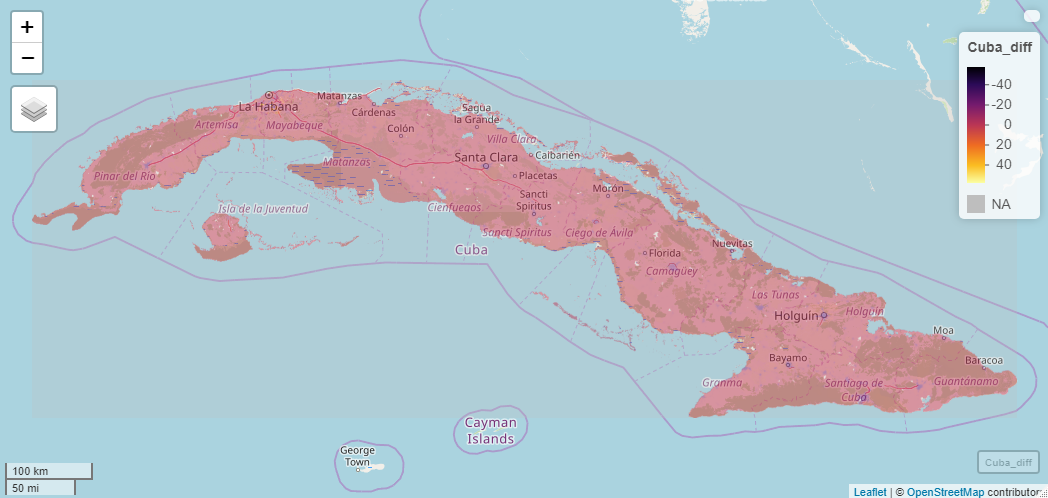 +
−
Cuba_diff
-40
-20
0
20
40
NA
La Habana
Matanzas
Cárdenas
Sagua
la Grande
Artemisa
Mayabeque
Colón
Villa Clara
Matanzas
Santa Clara
Caibarién
Pinar del Río
Placetas
Morón
Sancti
Spiritus
Isla de la Juventud
Cienfuegos
Sancti Spíritus
Ciego de Ávila
Cuba
Nuevitas
Florida
Camagüey
Las Tunas
Holguín
Holguín
Moa
Bayamo
Baracoa
Granma
Santiago de
Cuba
Guantánamo
Cayman
Islands
George
Town
Cuba_diff
100 km
50 mi
Leaflet | © OpenStreetMap contributors